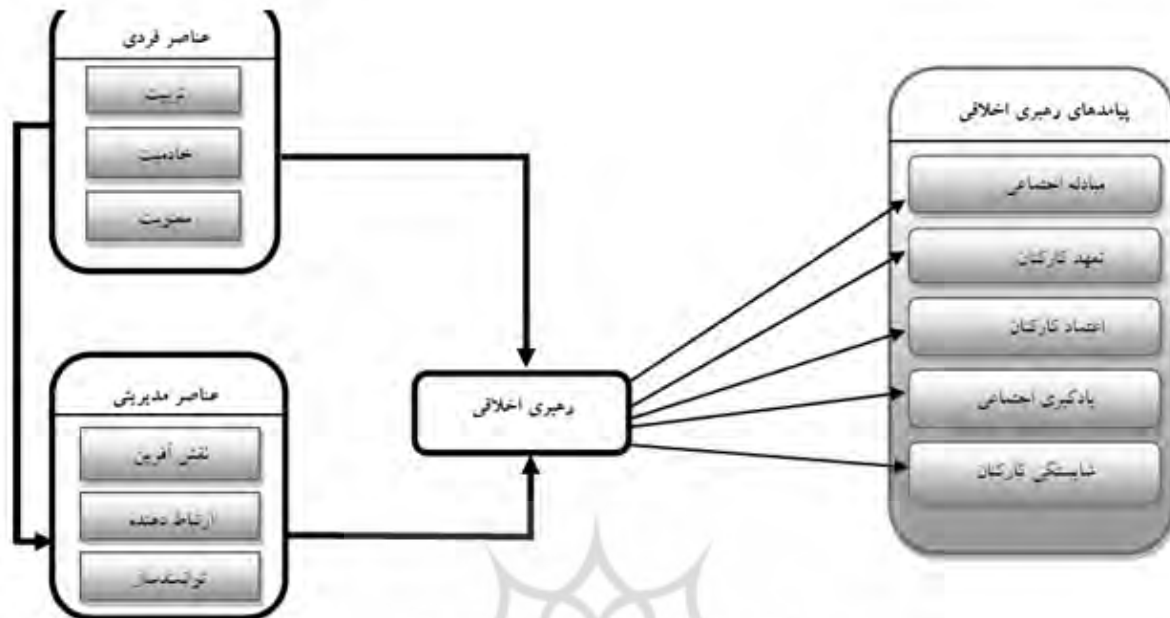 عناصر فردی
تربیت
خادمیت
معنویت
عناصر مدیریتی
نقش آفرین
ارتباط دهنده
توانمندساز
رهبری اخلاقی
پیامدهای رهبری اخلاقی
مبادله اجتماعی
تعهد کارکنان
اعتماد کارکنان
یادگیری اجتماعی
شایستگی کارکنان